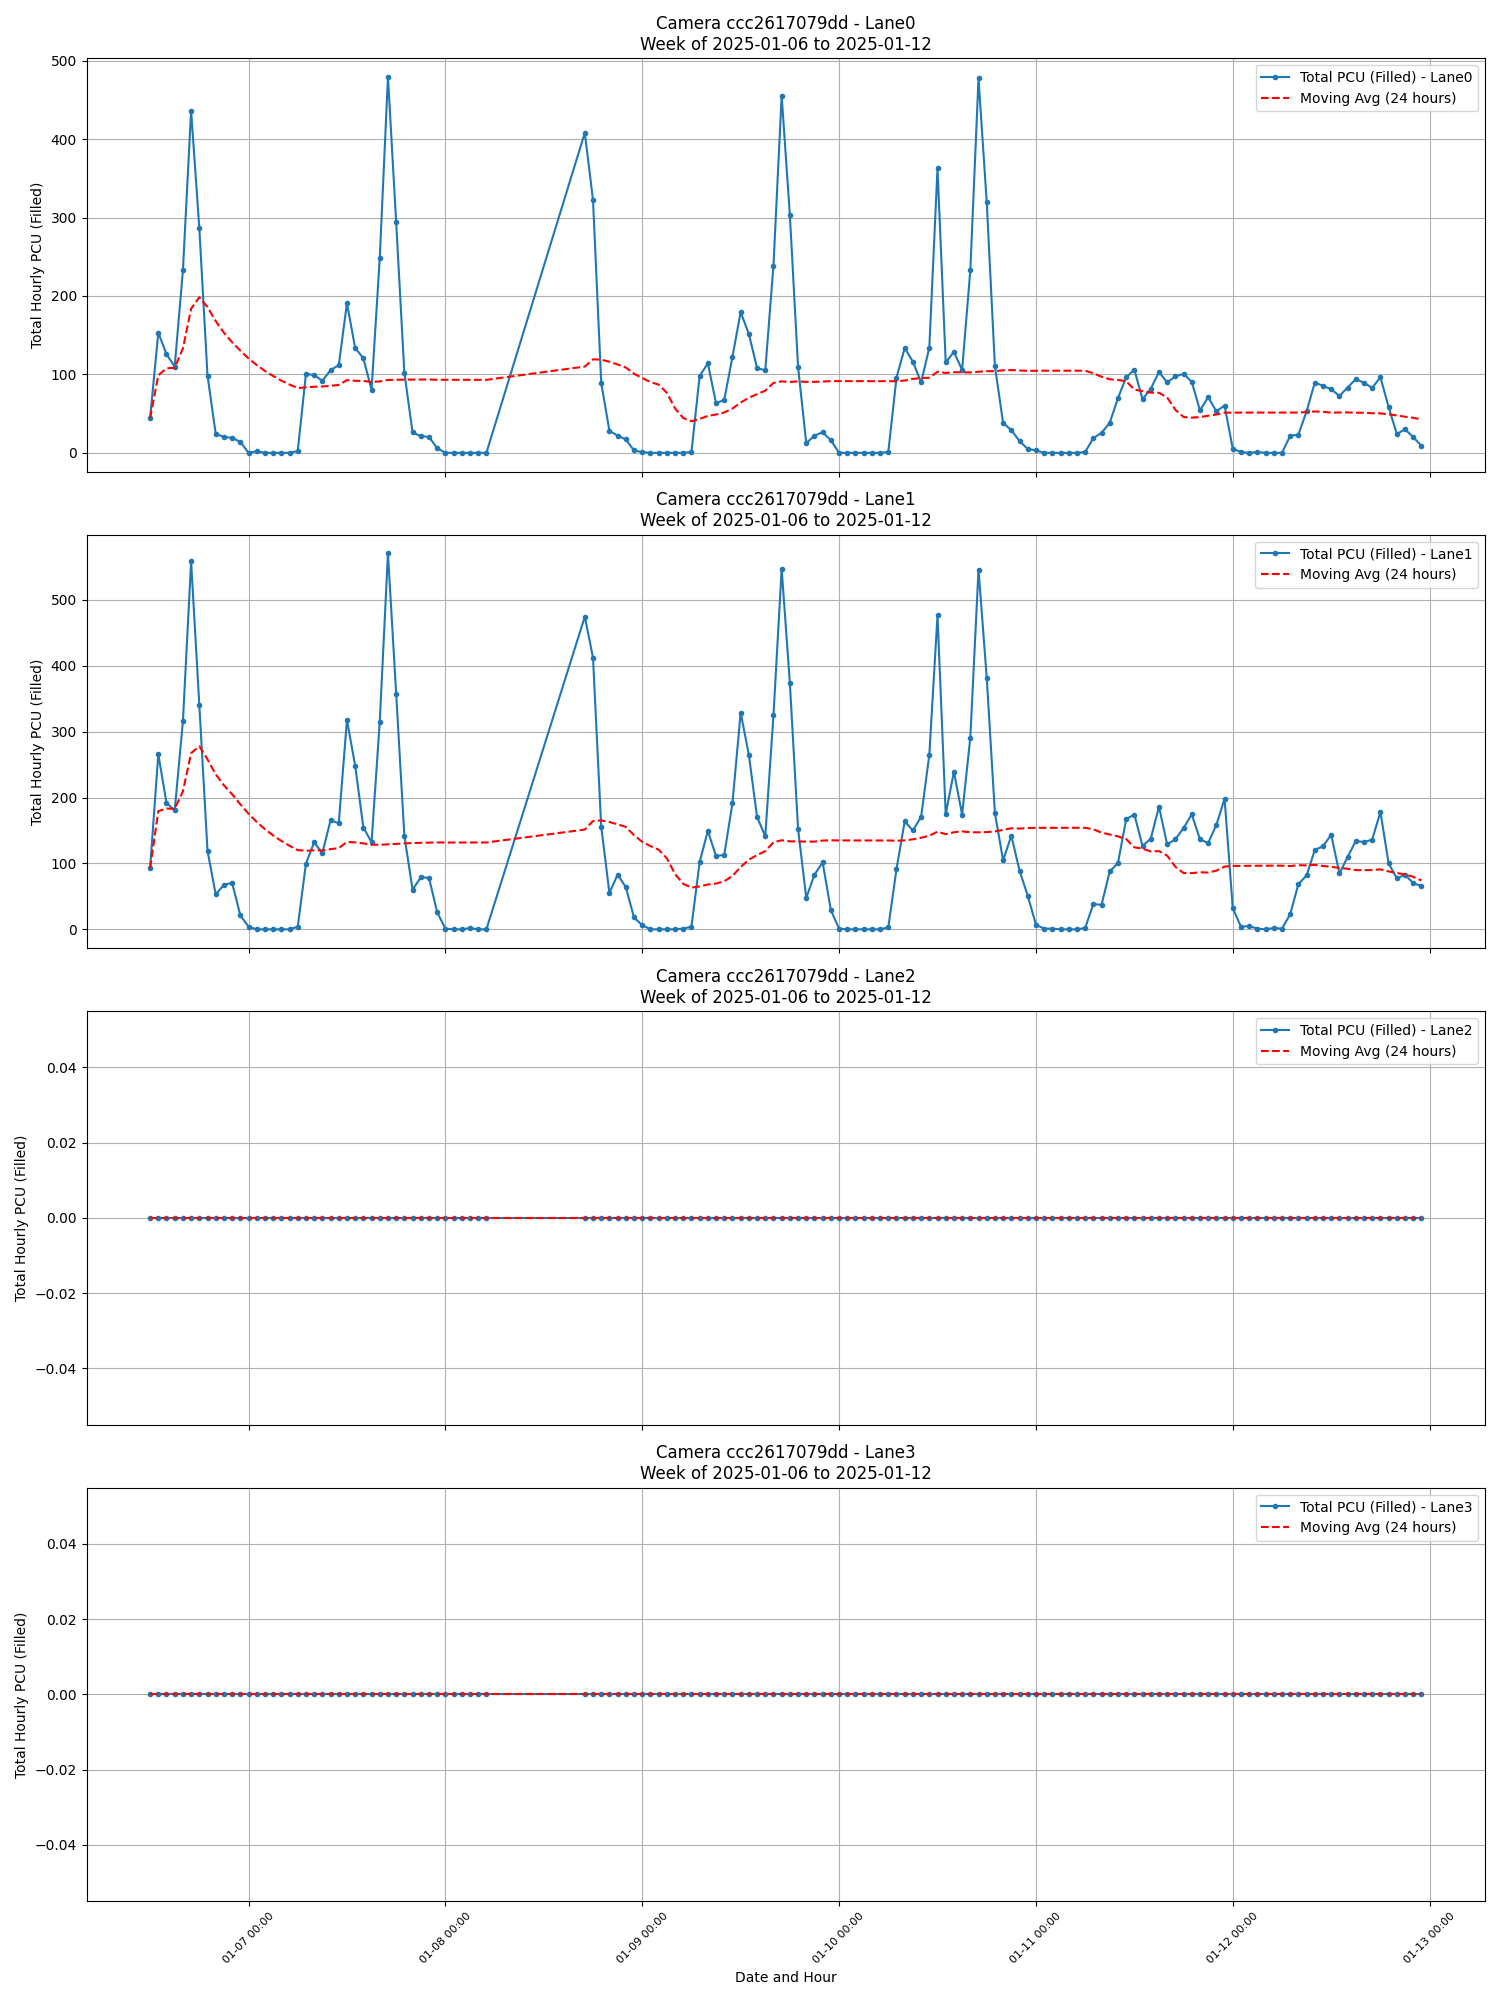 Camera ccc2617079dd - Lane0
Week of 2025-01-06 to 2025-01-12
Total Hourly PCU (Filled)
500
400
300
200
100
0
Total PCU (Filled) - Lane0
Moving Avg (24 hours)
Camera ccc2617079dd - Lane1
Week of 2025-01-06 to 2025-01-12
Total Hourly PCU (Filled)
500
400
300
200
100
0
Total PCU (Filled) - Lane1
Moving Avg (24 hours)
Camera ccc2617079dd - Lane2
Week of 2025-01-06 to 2025-01-12
Total Hourly PCU (Filled)
0.04
0.02
0.00
−0.02
−0.04
Total PCU (Filled) - Lane2
Moving Avg (24 hours)
Camera ccc2617079dd - Lane3
Week of 2025-01-06 to 2025-01-12
Total Hourly PCU (Filled)
0.04
0.02
0.00
−0.02
−0.04
Total PCU (Filled) - Lane3
Moving Avg (24 hours)
01-07 00:00
01-08 00:00
01-09 00:00
01-10 00:00
01-11 00:00
01-12 00:00
01-13 00:00
Date and Hour